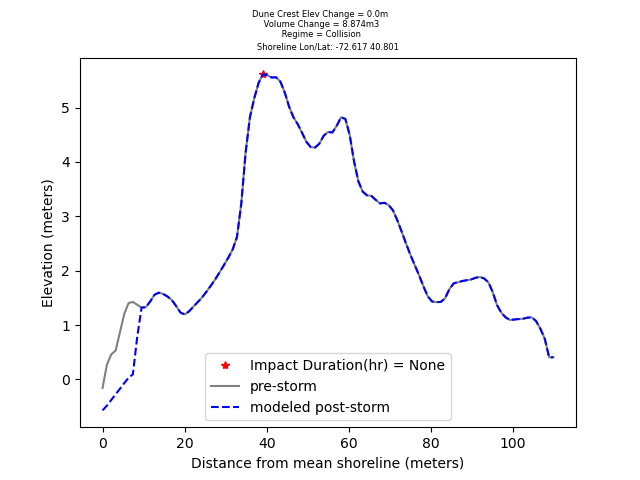 Dune Crest Elev Change = 0.0m
Volume Change = 8.874m3
Regime = Collision
Shoreline Lon/Lat: -72.617 40.801
Elevation (meters)
5
4
3
2
1
0
Impact Duration(hr) = None
pre-storm
modeled post-storm
0 20 40 60 80 100
Distance from mean shoreline (meters)